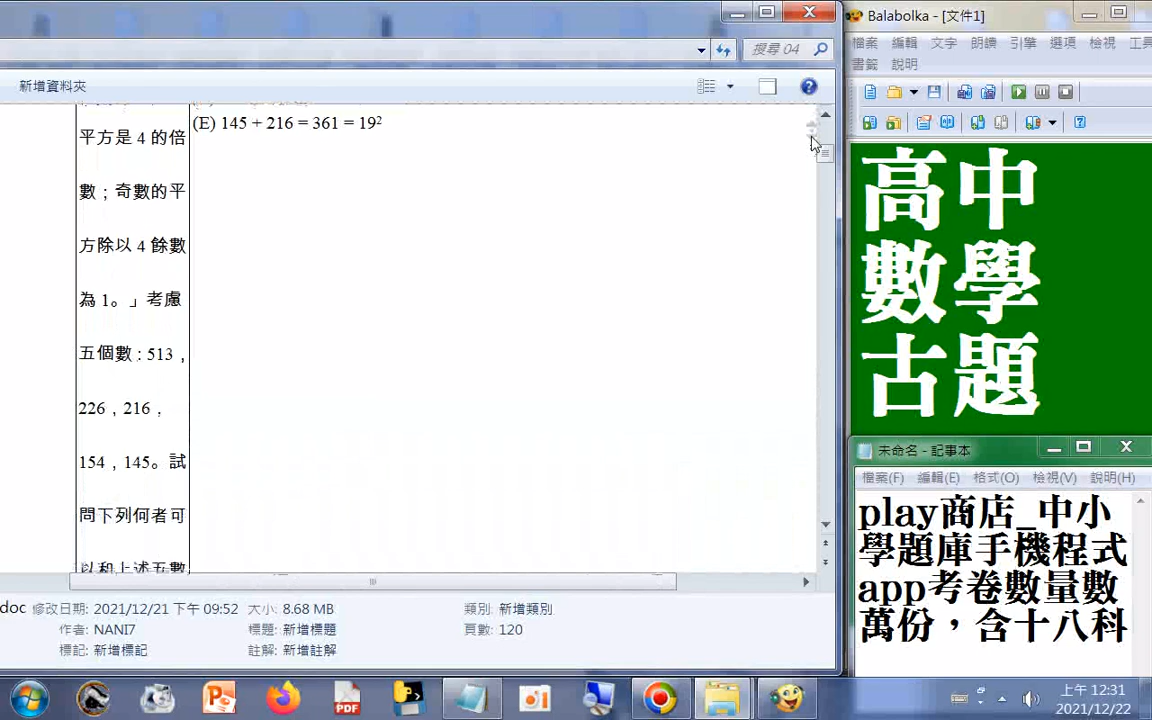 Balabolka - [文件1]
搜尋 04
檔案 編輯 文字 朗讀 引擎 選項 檢視 工具
書籤 說明
新增資料夾
(E) 145 + 216 = 361 = 19²
平方是 4 的倍
數；奇數的平
方除以 4 餘數
為 1。」考慮
五個數：513，
226，216，
154，145。試
問下列何者可
以和上述五數
高中
數學
古題
未命名 - 記事本
檔案(F) 編輯(E) 格式(O) 檢視(V) 說明(H)
play商店_中小
學題庫手機程式
app考卷數量數
萬份，含十八科
doc 修改日期: 2021/12/21 下午 09:52 大小: 8.68 MB 類別: 新增類別
作者: NANI7 標題: 新增標題 頁數: 120
標記: 新增標記 註解: 新增註解
上午 12:31
2021/12/22